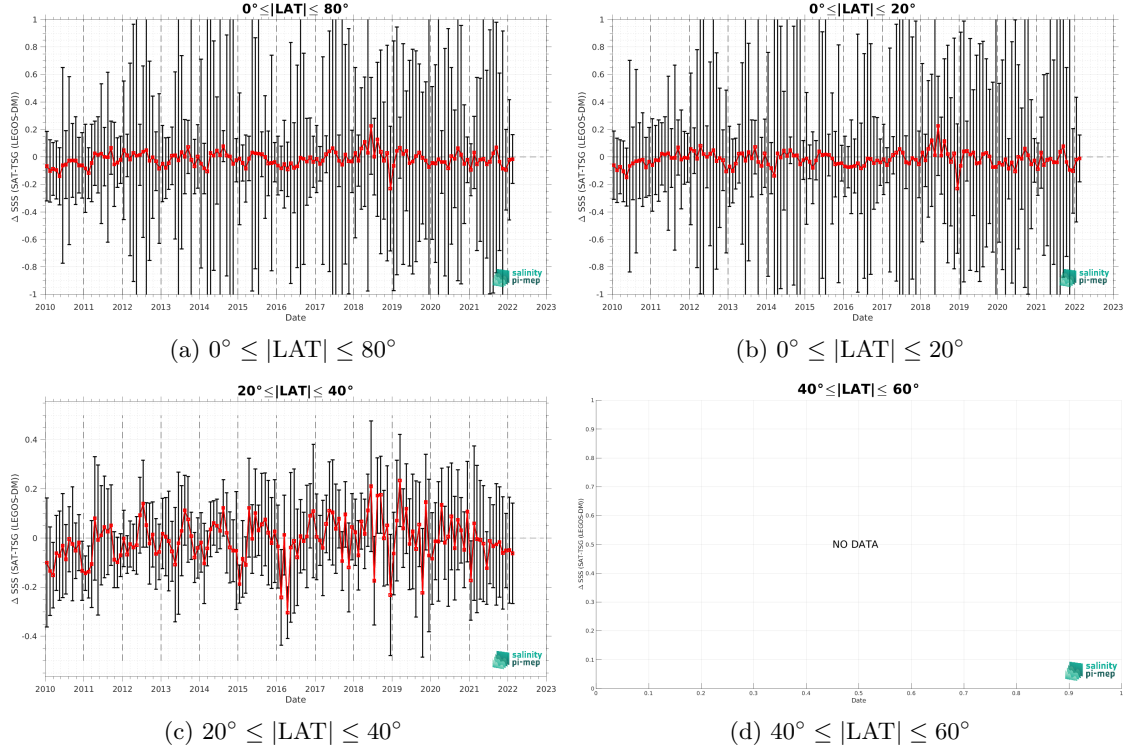 0°≤|LAT|≤ 80°
Δ SSS (SAT-TSG (LEGOS-DM))
1
0.8
0.6
0.4
0.2
0
-0.2
-0.4
-0.6
-0.8
-1
2010 2011 2012 2013 2014 2015 2016 2017 2018 2019 2020 2021 2022 2023
Date
salinity
pi-mep
(a) 0° ≤ |LAT| ≤ 80°
0°≤|LAT|≤ 20°
Δ SSS (SAT-TSG (LEGOS-DM))
1
0.8
0.6
0.4
0.2
0
-0.2
-0.4
-0.6
-0.8
-1
2010 2011 2012 2013 2014 2015 2016 2017 2018 2019 2020 2021 2022 2023
Date
salinity
pi-mep
(b) 0° ≤ |LAT| ≤ 20°
20°≤|LAT|≤ 40°
Δ SSS (SAT-TSG (LEGOS-DM))
0.4
0.2
0
-0.2
-0.4
2010 2011 2012 2013 2014 2015 2016 2017 2018 2019 2020 2021 2022 2023
Date
salinity
pi-mep
(c) 20° ≤ |LAT| ≤ 40°
40°≤|LAT|≤ 60°
Δ SSS (SAT-TSG (LEGOS-DM))
1
0.9
0.8
0.7
0.6
0.5
0.4
0.3
0.2
0.1
0
NO DATA
0 0.1 0.2 0.3 0.4 0.5 0.6 0.7 0.8 0.9 1
Date
salinity
pi-mep
(d) 40° ≤ |LAT| ≤ 60°